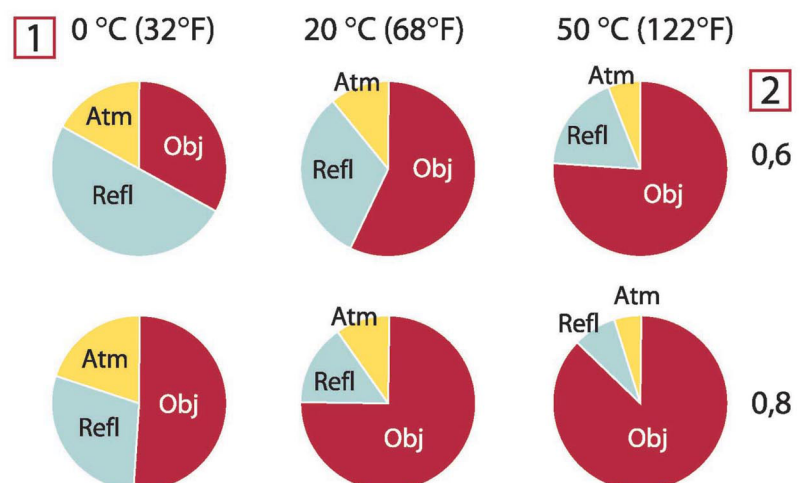 1 0 °C (32°F) 20 °C (68°F) 50 °C (122°F)
2
0,6
Atm Obj Refl
Atm Refl Obj
Atm Refl Obj
0,8
Atm Obj Refl
Atm Refl Obj
Atm Refl Obj